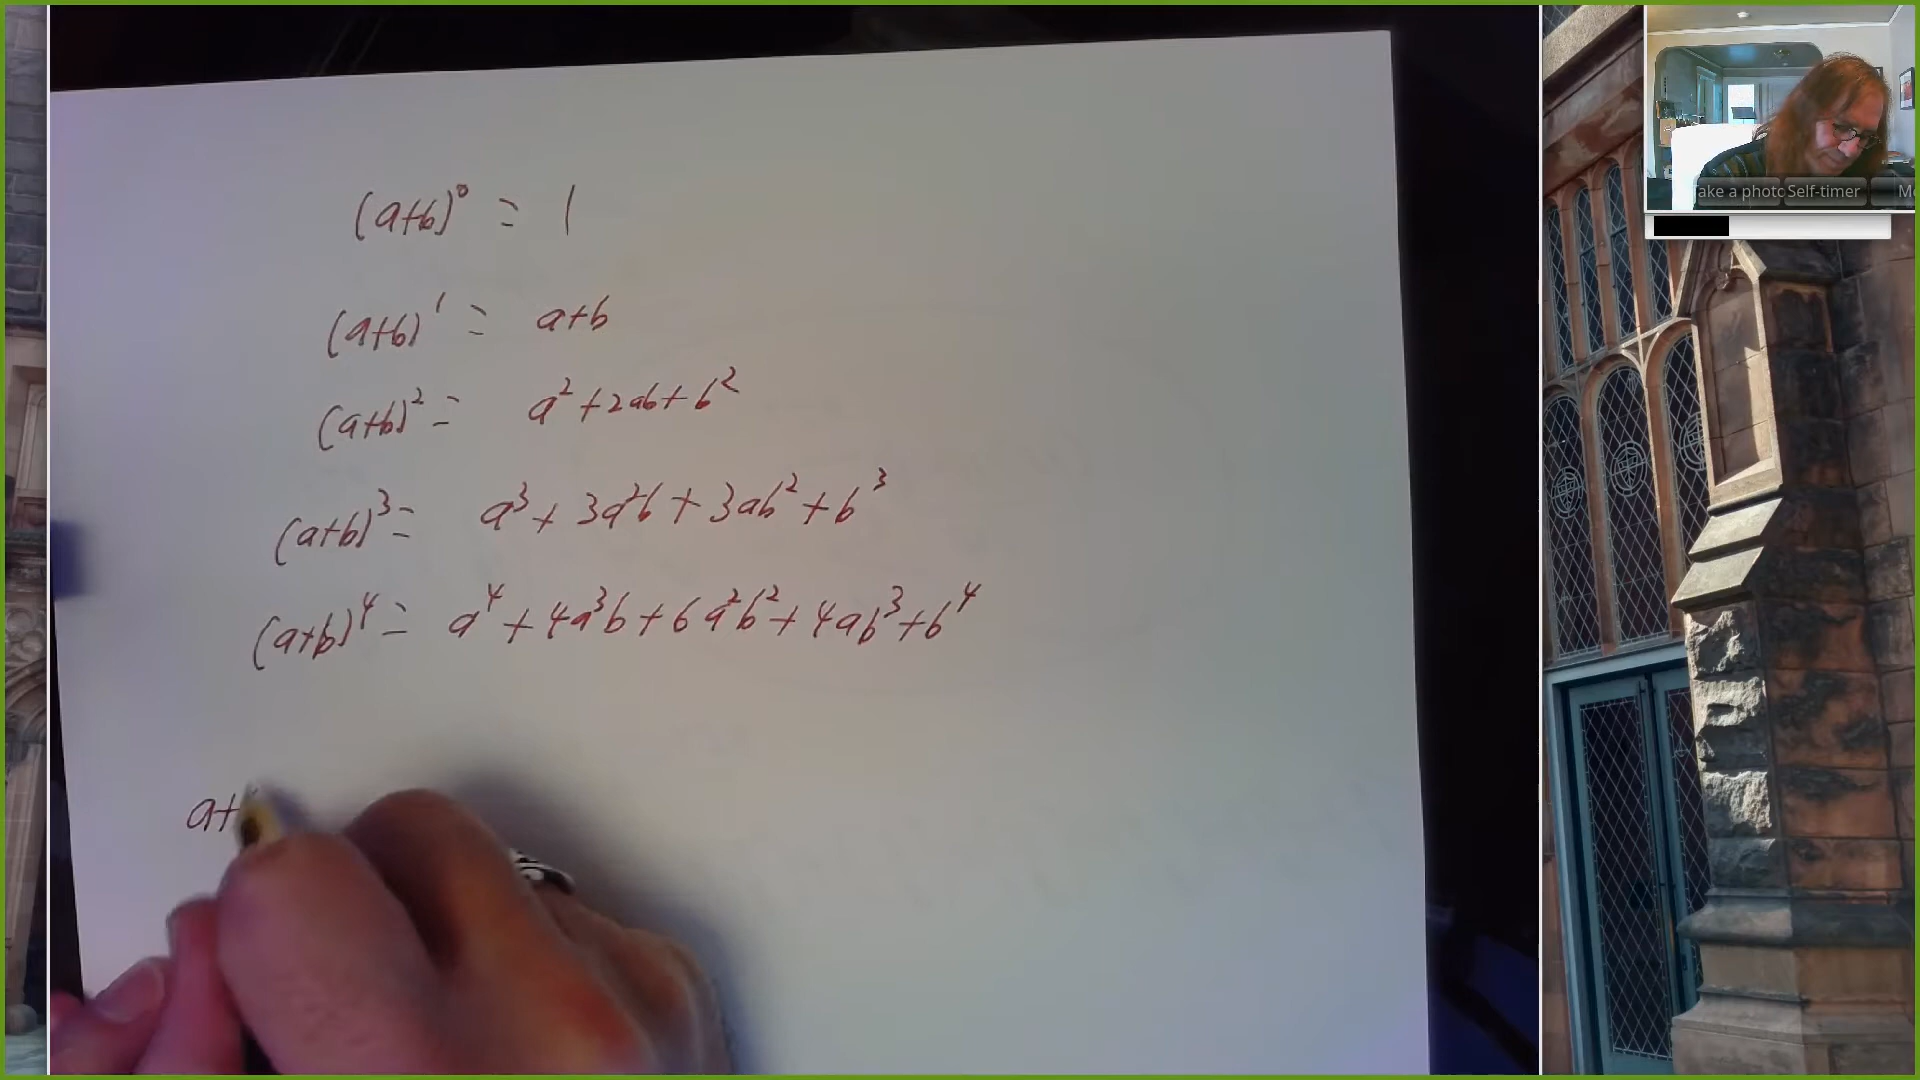 (a+b)⁰ = 1
(a+b)¹ = a+b
(a+b)² = a²+2ab+b²
(a+b)³ = a³+3a²b+3ab²+b³
(a+b)⁴ = a⁴+4a³b+6a²b²+4ab³+b⁴
a+
ake a photo Self-timer